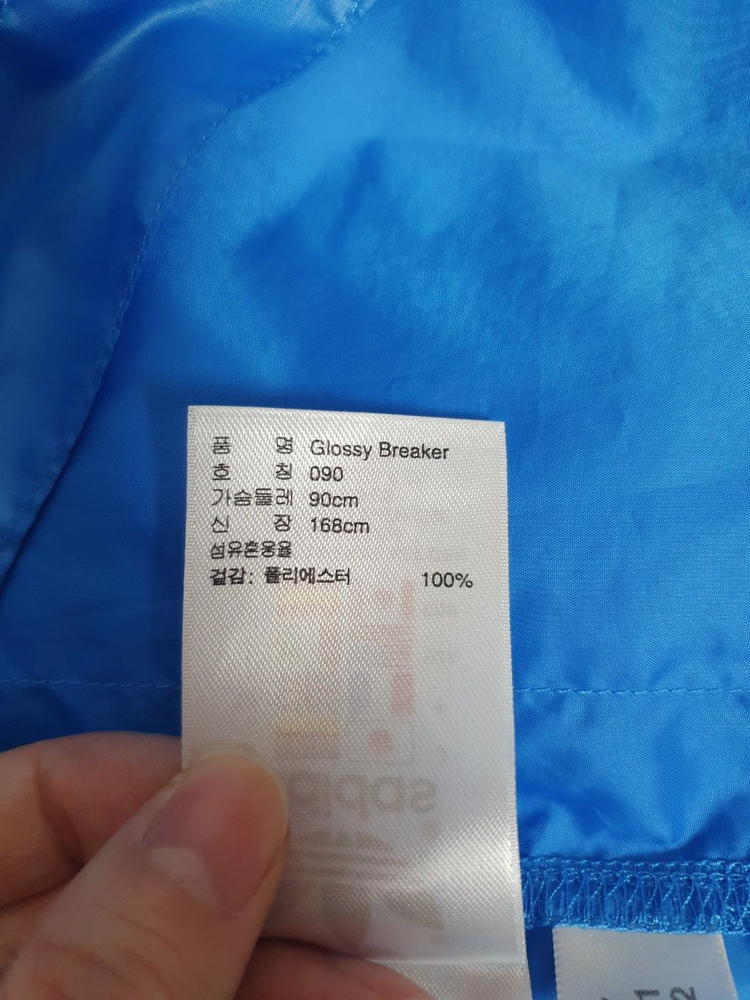 품 명 Glossy Breaker
호 칭 090
가슴둘레 90cm
신 장 168cm
섬유혼용율
겉감: 폴리에스터 100%
adidas